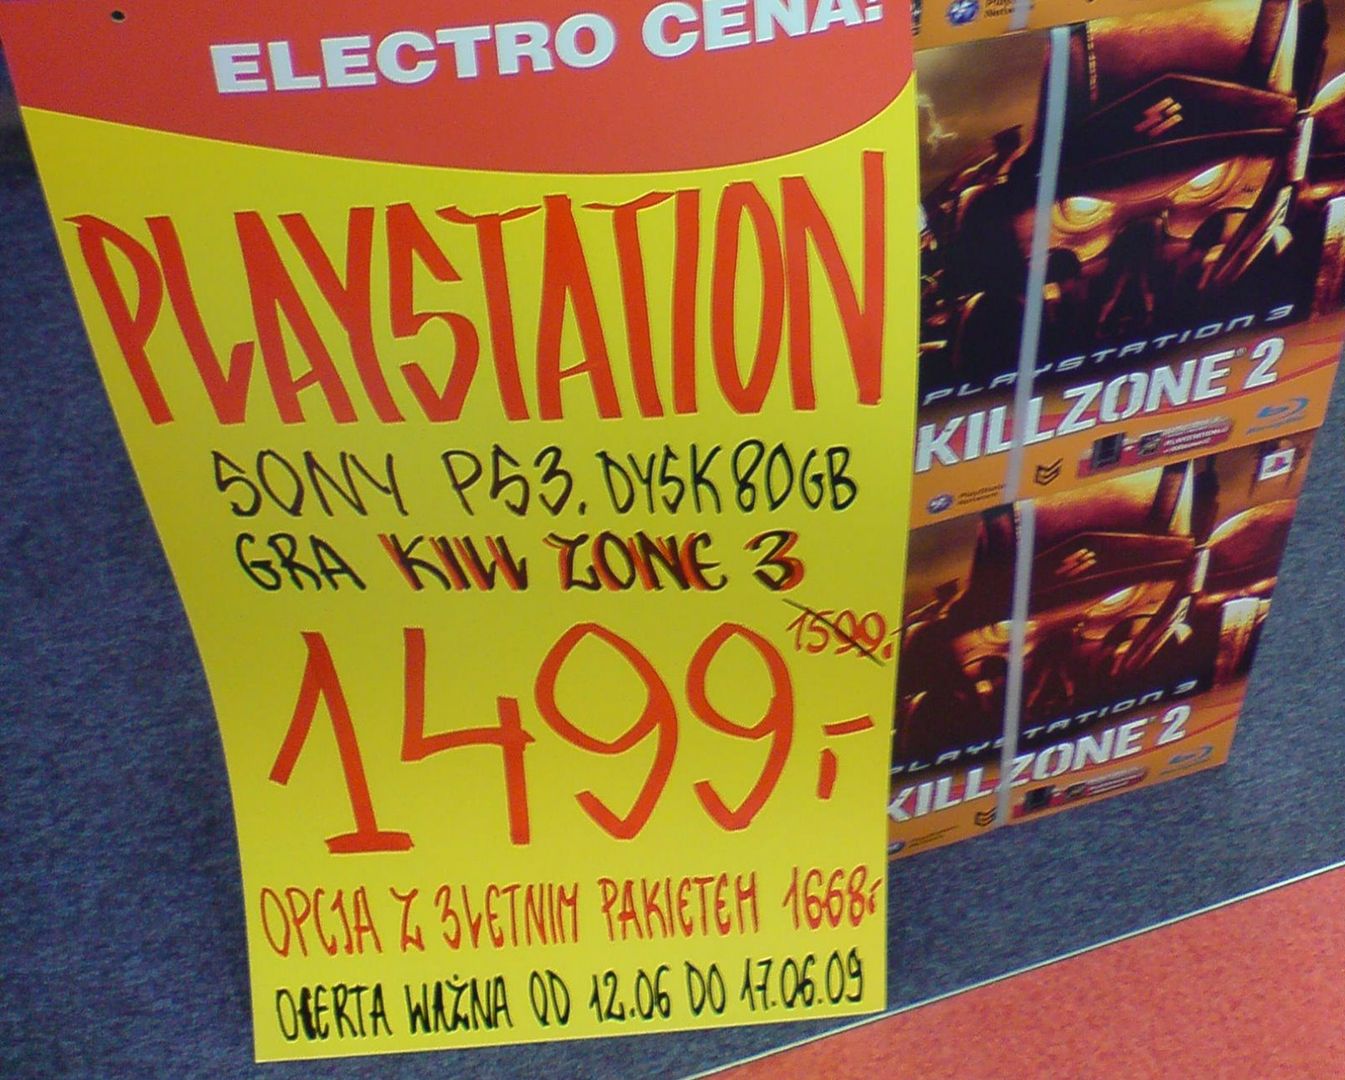 ELECTRO CENA!
PLAYSTATION
SONY PS3. DYSK 80GB
GRA KILL ZONE 3
1599.-
1499.-
OPCJA Z 3LETNIM PAKIETEM 1668.-
OCERTA WAŻNA OD 12.06 DO 17.06.09
PLAYSTATION 3
KILLZONE 2
PLAYSTATION 3
KILLZONE 2